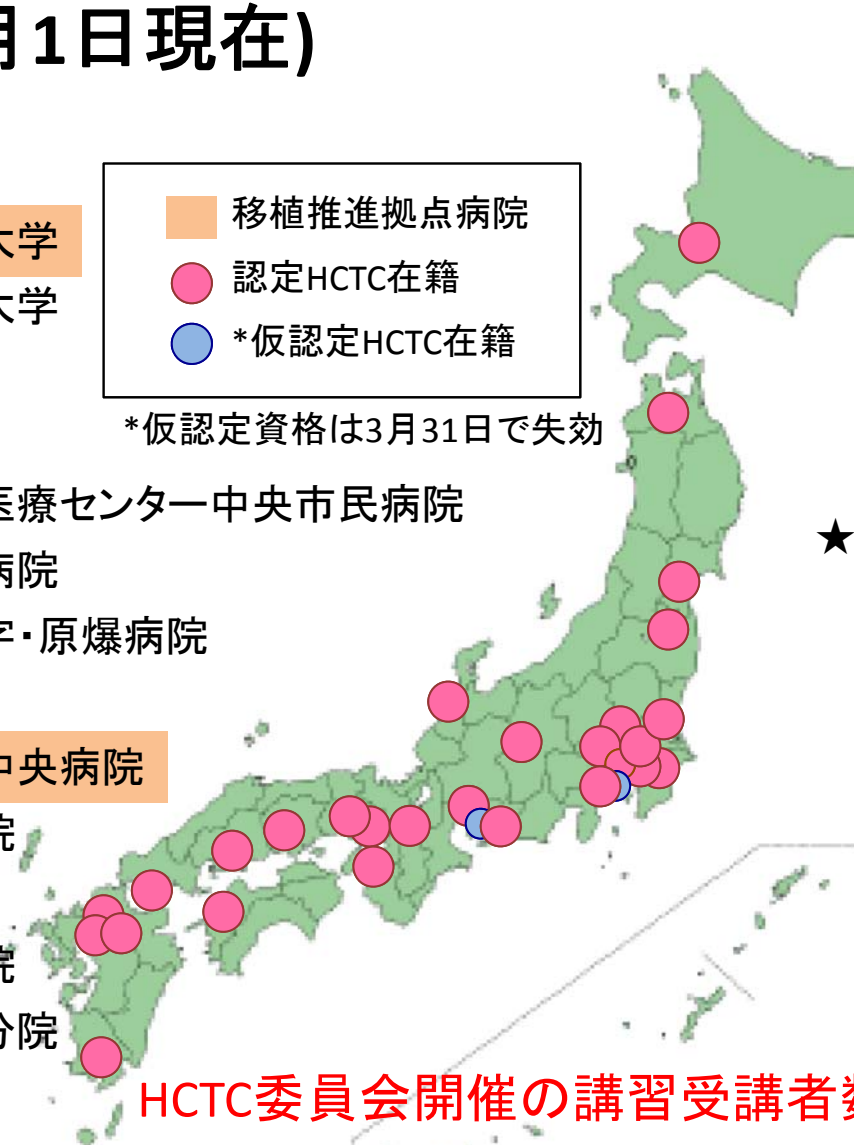 月1日現在)
移植推進拠点病院
大学
認定HCTC在籍
大学
*仮認定HCTC在籍
*仮認定資格は3月31日で失効
医療センター中央市民病院
★
病院
字・原爆病院
中央病院
院
院
分院
HCTC委員会開催の講習受講者数